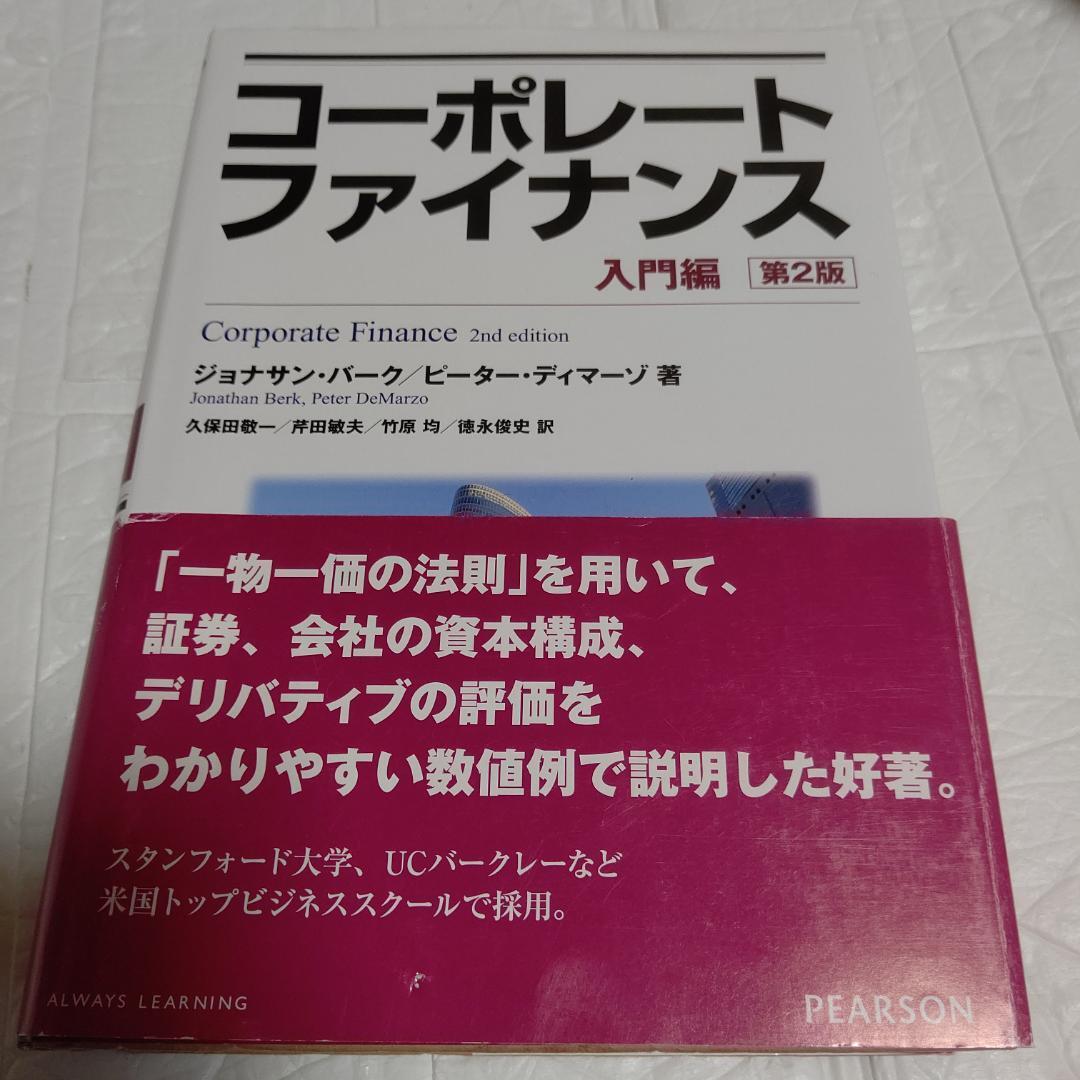 コーポレート
ファイナンス
入門編 第2版
Corporate Finance 2nd edition
ジョナサン・バーク／ピーター・ディマーゾ 著
Jonathan Berk, Peter DeMarzo
久保田敬一／芹田敏夫／竹原 均／徳永俊史 訳
「一物一価の法則」を用いて、
証券、会社の資本構成、
デリバティブの評価を
わかりやすい数値例で説明した好著。
スタンフォード大学、UCバークレーなど
米国トップビジネススクールで採用。
ALWAYS LEARNING
PEARSON